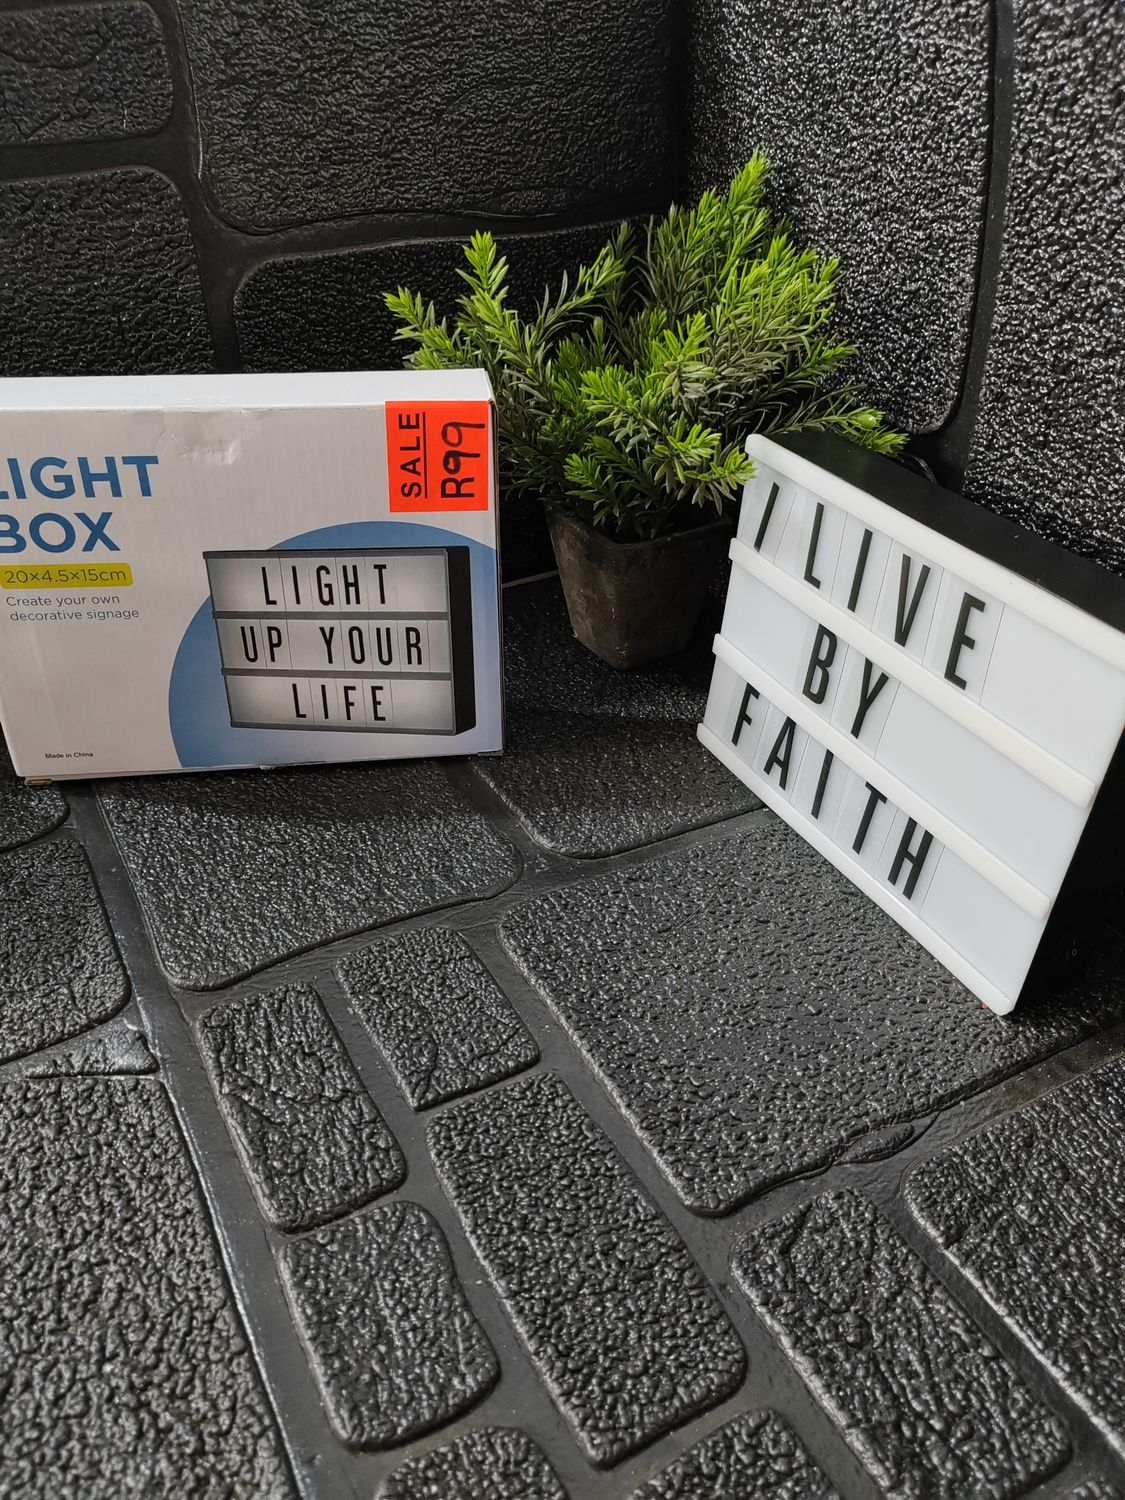 LIGHT
BOX
20×4.5×15cm
Create your own
decorative signage
Made in China
SALE
R99
LIGHT
UP YOUR
LIFE
I LIVE
BY
FAITH